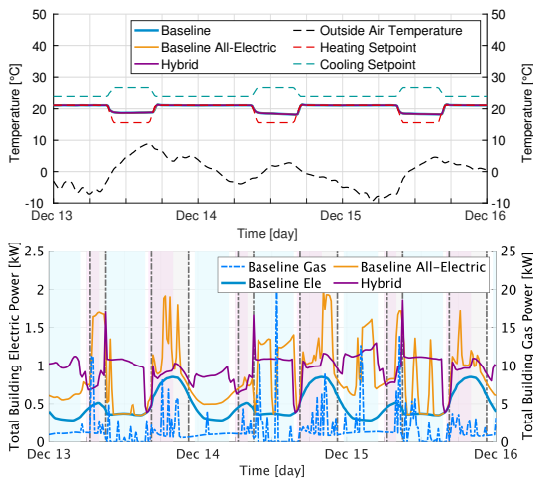 50
40
30
20
10
0
-10
Temperature [°C]
Baseline
Baseline All-Electric
Hybrid
Outside Air Temperature
Heating Setpoint
Cooling Setpoint
50
40
30
20
10
0
-10
Temperature [°C]
Dec 13
Dec 14
Dec 15
Dec 16
Time [day]
2.5
2
1.5
1
0.5
0
Total Building Electric Power [kW]
Baseline Gas
Baseline Ele
Baseline All-Electric
Hybrid
25
20
15
10
5
0
Total Building Gas Power [kW]
Dec 13
Dec 14
Dec 15
Dec 16
Time [day]